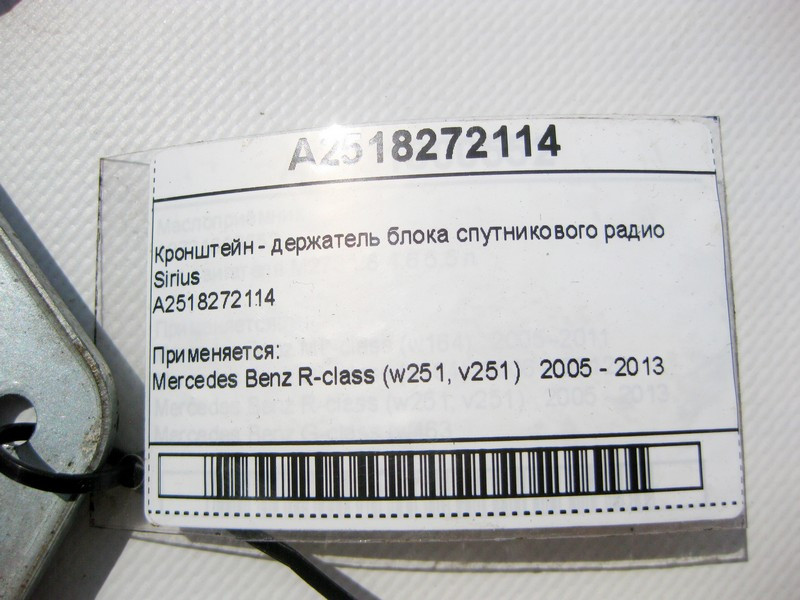 A2518272114
Кронштейн - держатель блока спутникового радио
Sirius
A2518272114
Применяется:
Mercedes Benz R-class (w251, v251) 2005 - 2013